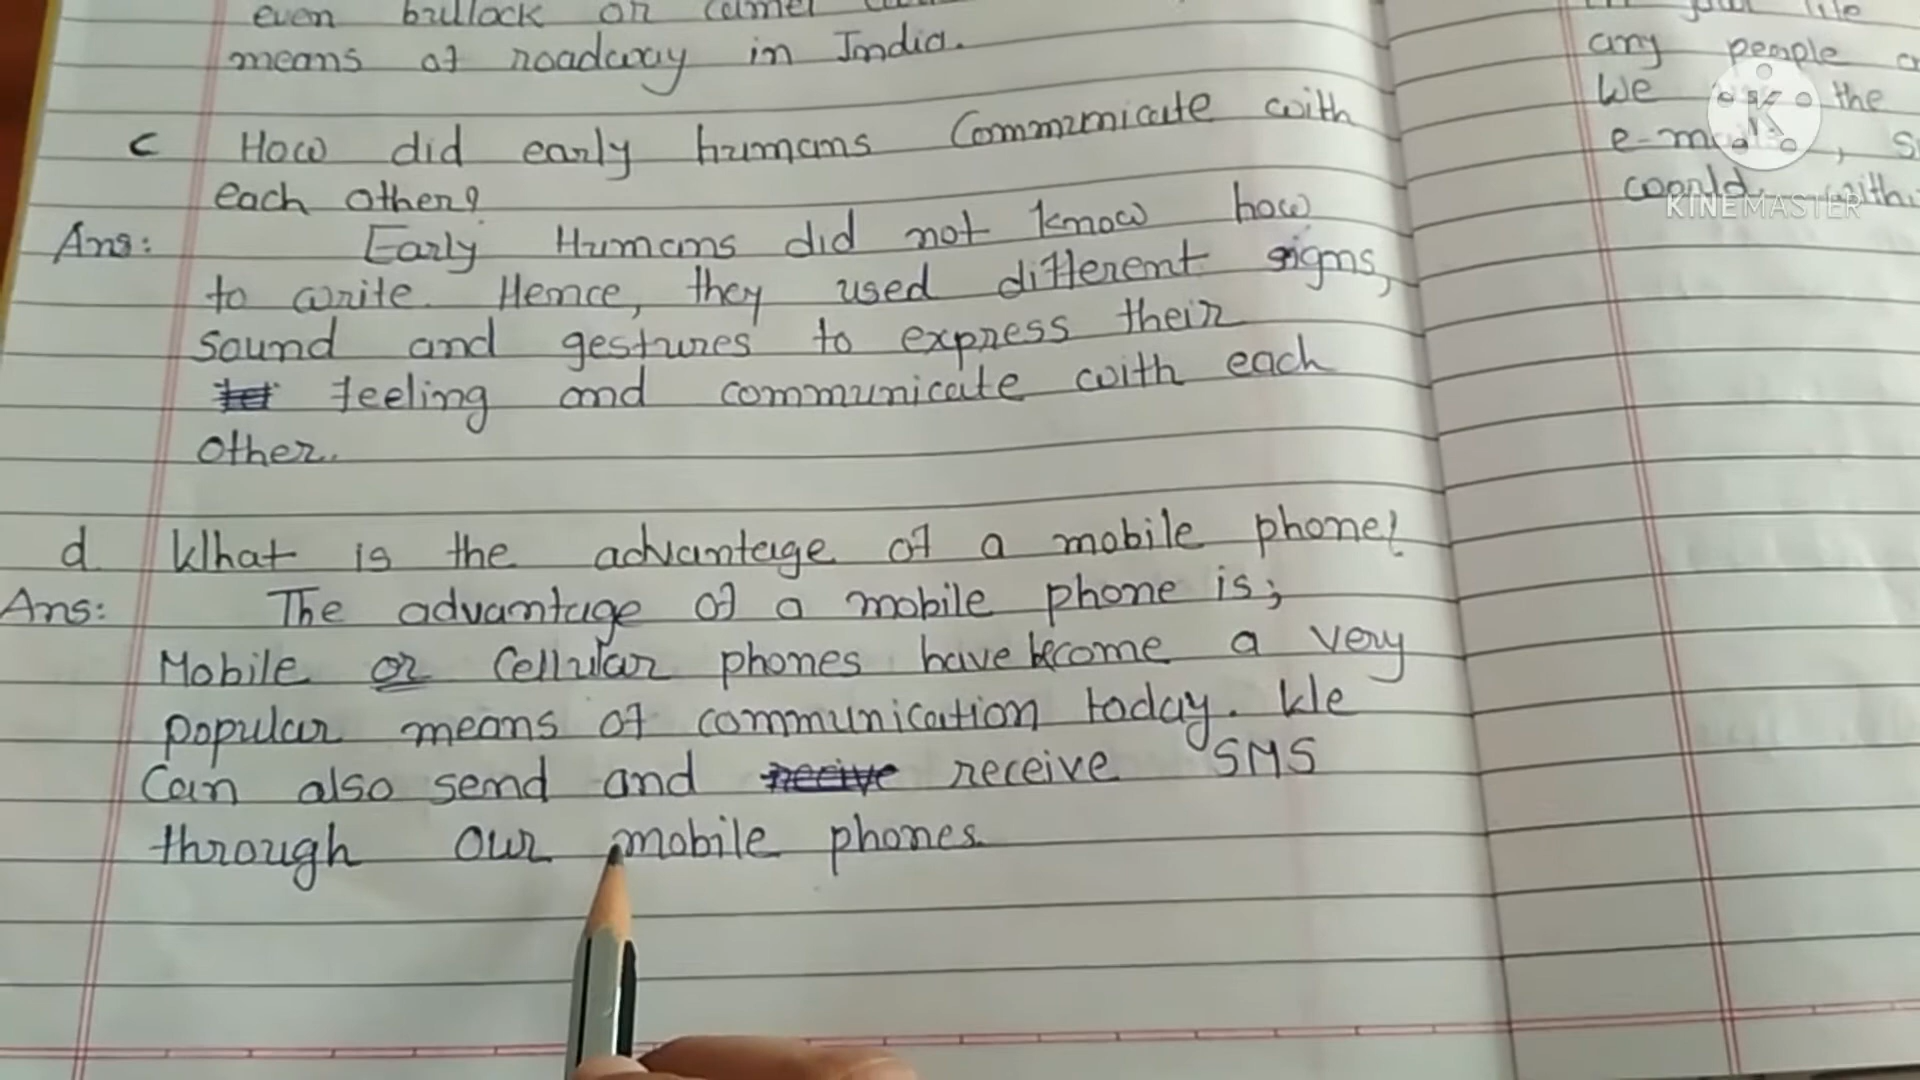 even bullock or camel
means of roadway in India.
c How did early humans Communicate with
each other?
Ans: Early Humans did not know how
to write. Hence, they used different signs,
sound and gestures to express their
feeling and communicate with each
other.
d. What is the advantage of a mobile phone?
Ans: The advantage of a mobile phone is;
Mobile or Cellular phones have become a very
popular means of communication today. We
Can also send and recive receive SMS
through our mobile phones.
any people
We the
e-m
could with
K
KINEMASTER